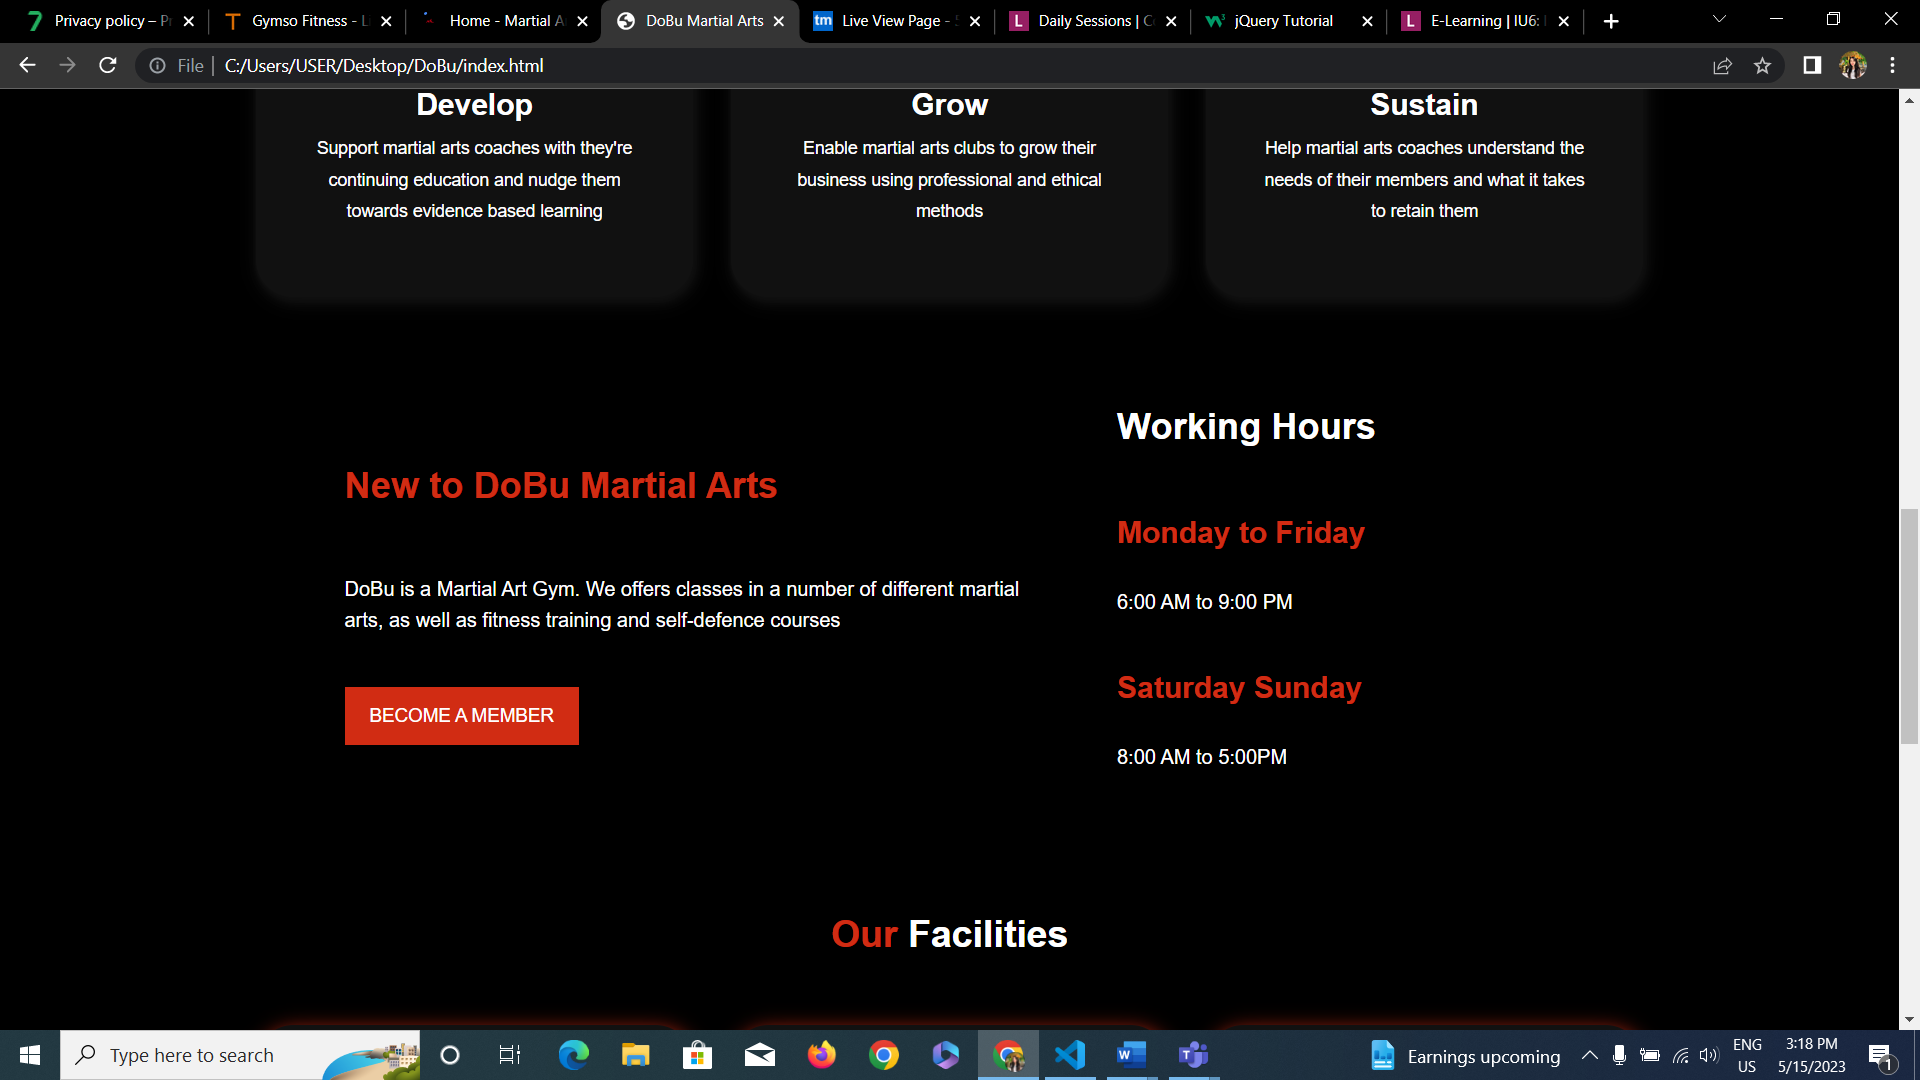 Privacy policy – P
Gymso Fitness - L
Home - Martial A
DoBu Martial Arts
tm Live View Page -
L Daily Sessions | C
jQuery Tutorial
L E-Learning | IU6:
File C:/Users/USER/Desktop/DoBu/index.html
Develop
Support martial arts coaches with they're
continuing education and nudge them
towards evidence based learning
Grow
Enable martial arts clubs to grow their
business using professional and ethical
methods
Sustain
Help martial arts coaches understand the
needs of their members and what it takes
to retain them
New to DoBu Martial Arts
DoBu is a Martial Art Gym. We offers classes in a number of different martial
arts, as well as fitness training and self-defence courses
BECOME A MEMBER
Working Hours
Monday to Friday
6:00 AM to 9:00 PM
Saturday Sunday
8:00 AM to 5:00PM
Our Facilities
Type here to search
Earnings upcoming
ENG
US
3:18 PM
5/15/2023
1